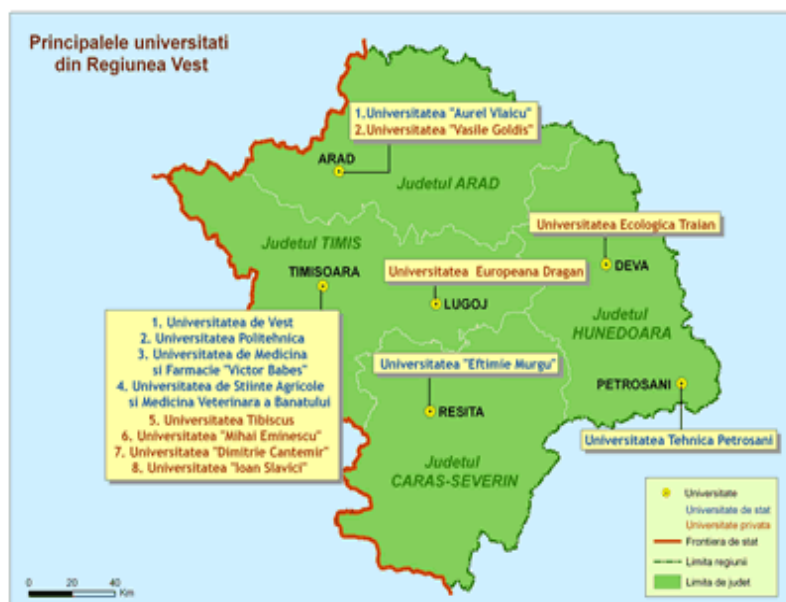 Principalele universitati
din Regiunea Vest
1.Universitatea "Aurel Vlaicu"
2.Universitatea "Vasile Goldis"
ARAD
Judetul ARAD
Universitatea Ecologica Traian
Judetul TIMIS
TIMISOARA
Universitatea Europeana Dragan
DEVA
LUGOJ
Judetul
HUNEDOARA
1. Universitatea de Vest
2. Universitatea Politehnica
3. Universitatea de Medicina
si Farmacie "Victor Babes"
4. Universitatea de Stiinte Agricole
si Medicina Veterinara a Banatului
5. Universitatea Tibiscus
6. Universitatea "Mihai Eminescu"
7. Universitatea "Dimitrie Cantemir"
8. Universitatea "Ioan Slavici"
Universitatea "Eftimie Murgu"
PETROSANI
RESITA
Universitatea Tehnica Petrosani
Judetul
CARAS-SEVERIN
Universitate
Universitate de stat
Universitate privata
Frontiera de stat
Limita regiunii
Limita de judet
0 20 40
Km